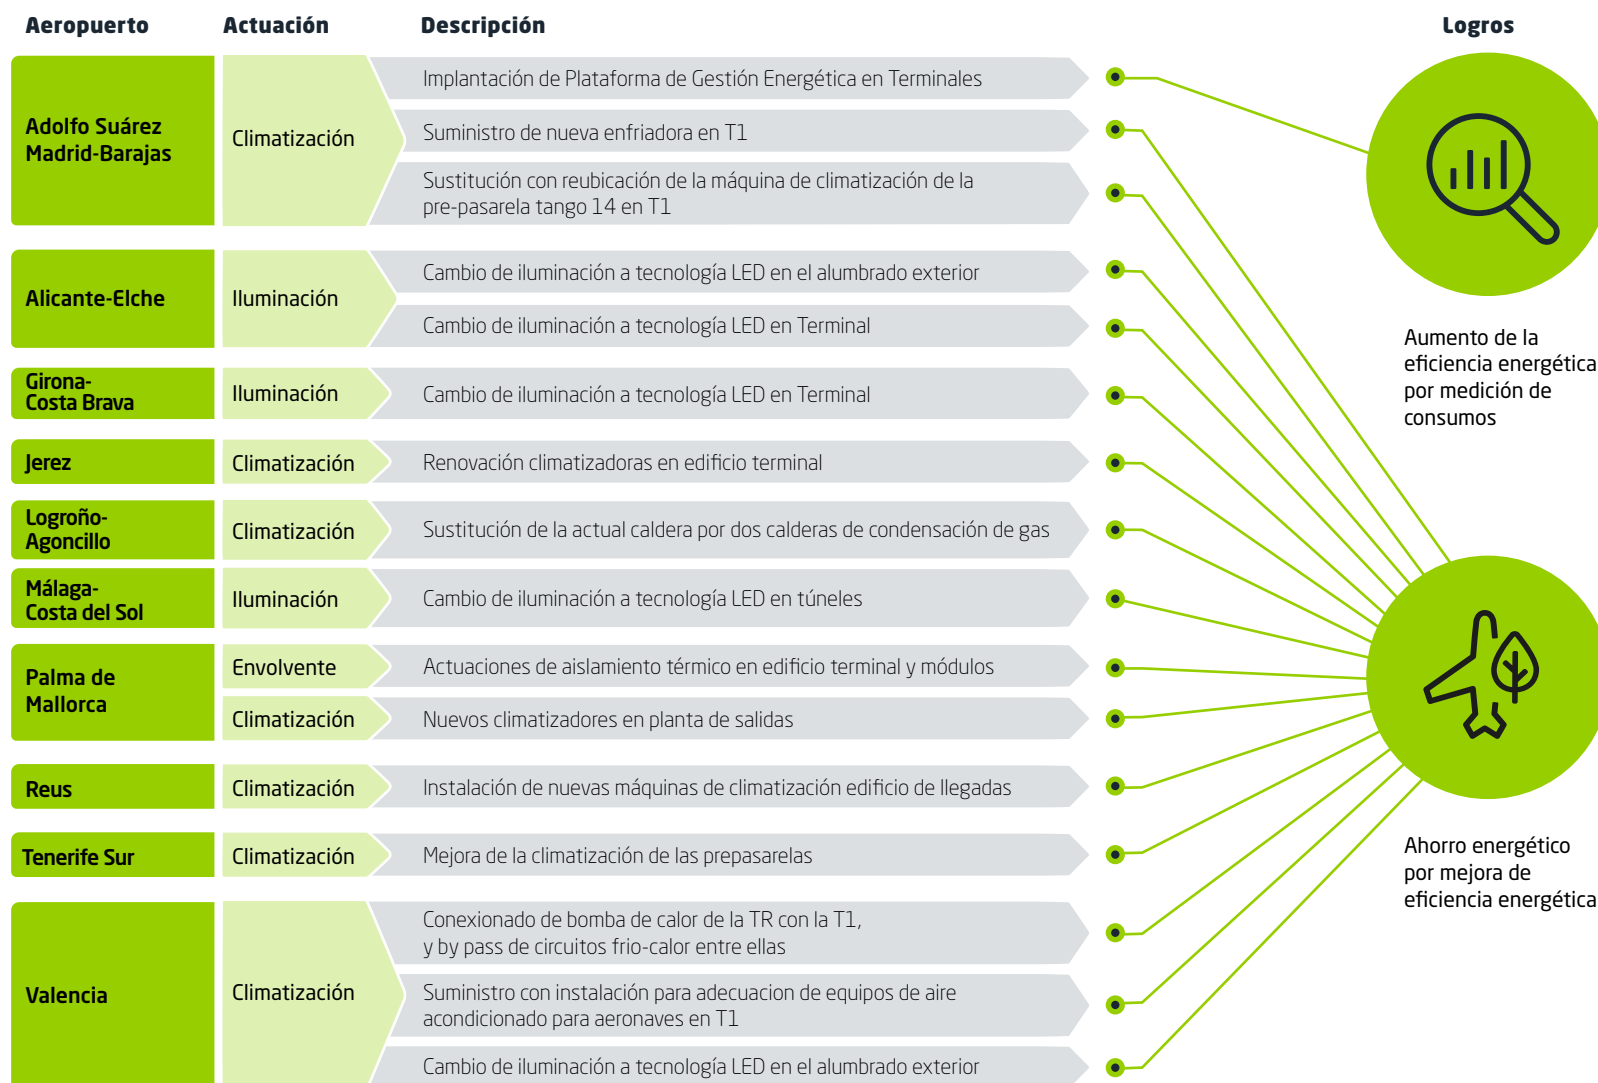 Aeropuerto Actuación Descripción Logros
Adolfo Suárez
Madrid-Barajas
Climatización
Implantación de Plataforma de Gestión Energética en Terminales
Suministro de nueva enfriadora en T1
Sustitución con reubicación de la máquina de climatización de la
pre-pasarela tango 14 en T1
Alicante-Elche
Iluminación
Cambio de iluminación a tecnología LED en el alumbrado exterior
Cambio de iluminación a tecnología LED en Terminal
Girona-
Costa Brava
Iluminación
Cambio de iluminación a tecnología LED en Terminal
Jerez
Climatización
Renovación climatizadoras en edificio terminal
Logroño-
Agoncillo
Climatización
Sustitución de la actual caldera por dos calderas de condensación de gas
Málaga-
Costa del Sol
Iluminación
Cambio de iluminación a tecnología LED en túneles
Palma de
Mallorca
Envolvente
Actuaciones de aislamiento térmico en edificio terminal y módulos
Climatización
Nuevos climatizadores en planta de salidas
Reus
Climatización
Instalación de nuevas máquinas de climatización edificio de llegadas
Tenerife Sur
Climatización
Mejora de la climatización de las prepasarelas
Valencia
Climatización
Conexionado de bomba de calor de la TR con la T1,
y by pass de circuitos frio-calor entre ellas
Suministro con instalación para adecuacion de equipos de aire
acondicionado para aeronaves en T1
Cambio de iluminación a tecnología LED en el alumbrado exterior
Aumento de la
eficiencia energética
por medición de
consumos
Ahorro energético
por mejora de
eficiencia energética